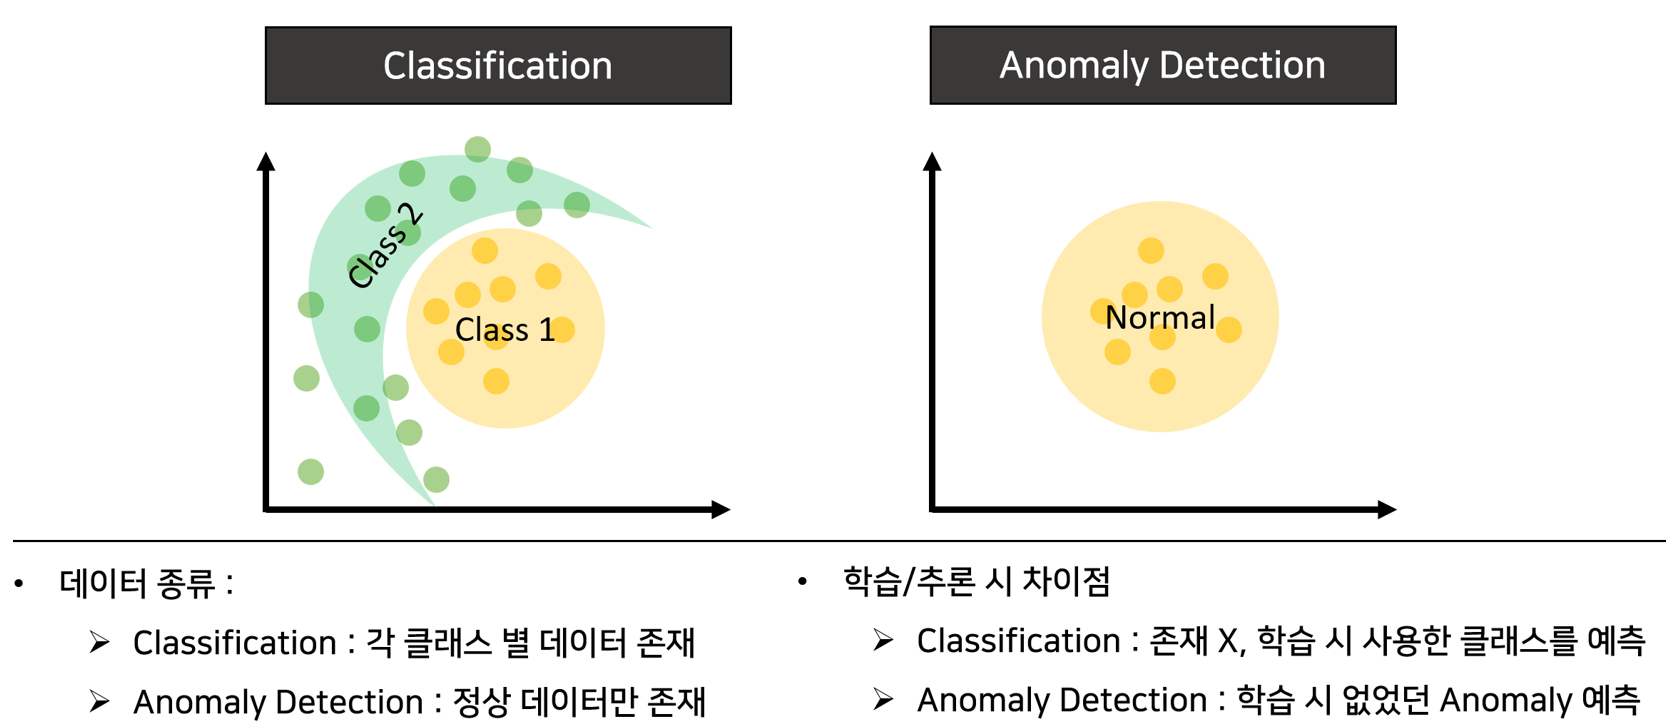 Classification
Anomaly Detection
Class 2
Class 1
Normal
• 데이터 종류 :
➢ Classification : 각 클래스 별 데이터 존재
➢ Anomaly Detection : 정상 데이터만 존재
• 학습/추론 시 차이점
➢ Classification : 존재 X, 학습 시 사용한 클래스를 예측
➢ Anomaly Detection : 학습 시 없었던 Anomaly 예측